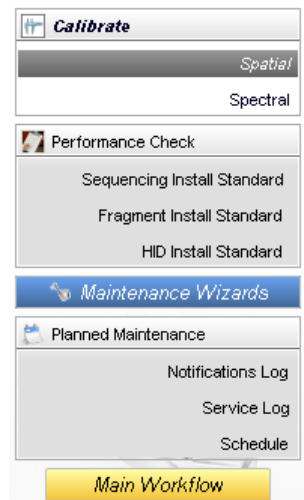 Calibrate
Spatial
Spectral
Performance Check
Sequencing Install Standard
Fragment Install Standard
HID Install Standard
Maintenance Wizards
Planned Maintenance
Notifications Log
Service Log
Schedule
Main Workflow